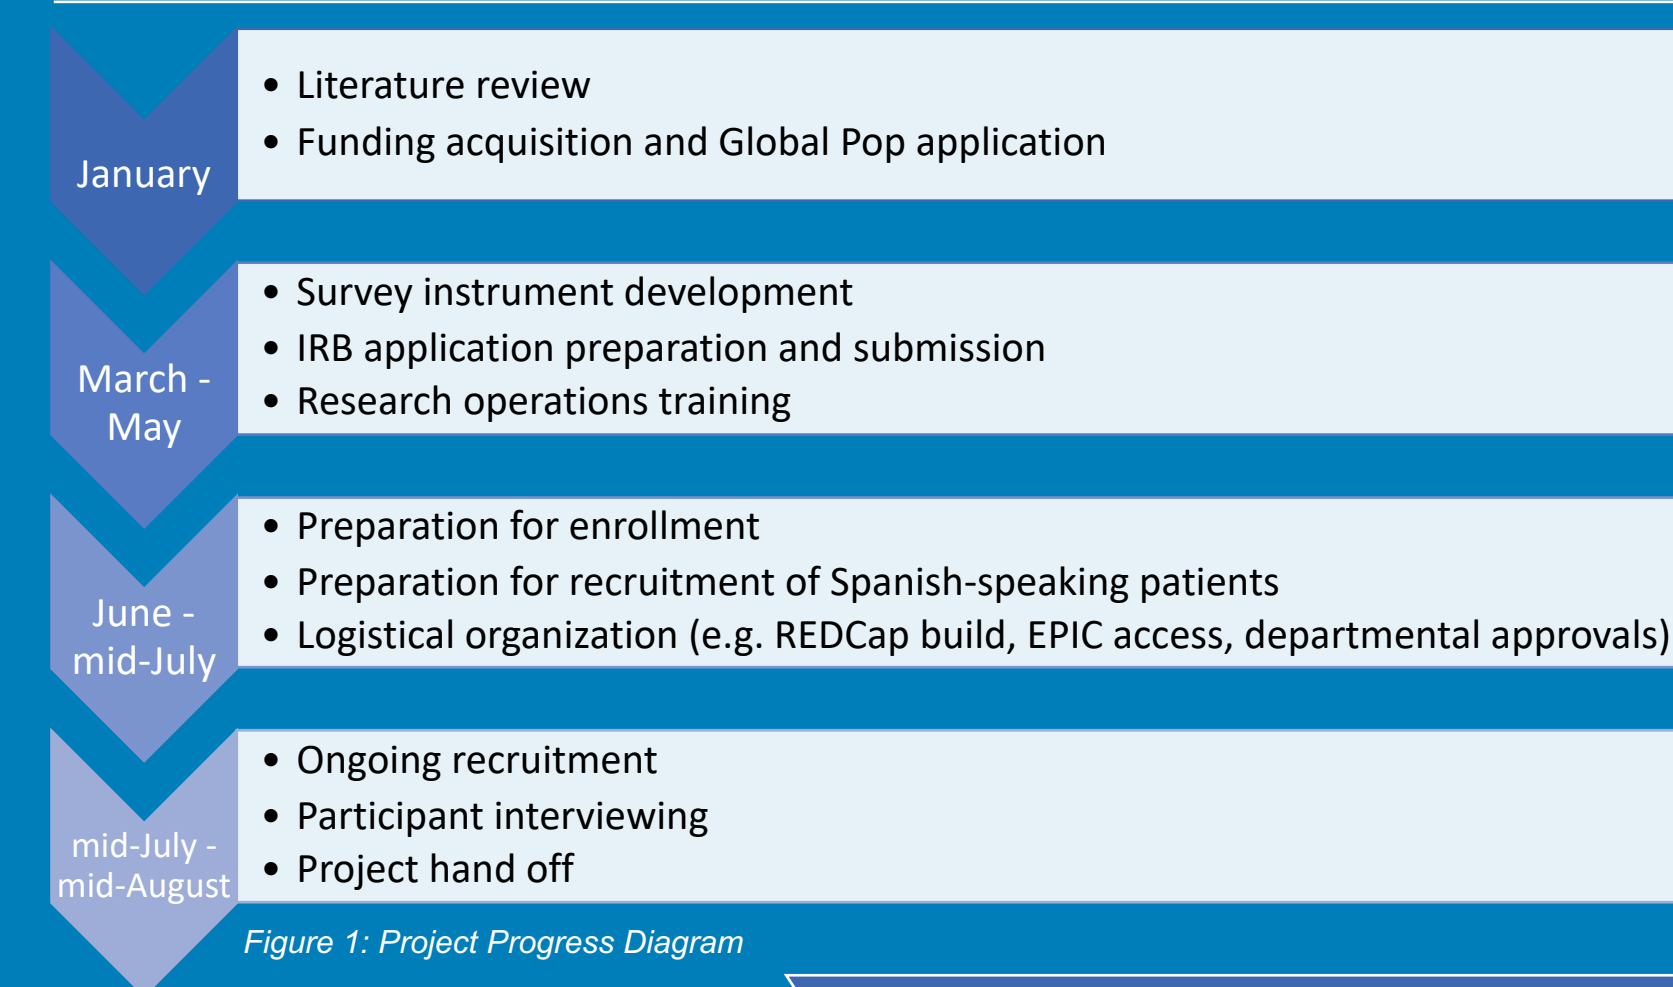 January
• Literature review
• Funding acquisition and Global Pop application
March -
May
• Survey instrument development
• IRB application preparation and submission
• Research operations training
June -
mid-July
• Preparation for enrollment
• Preparation for recruitment of Spanish-speaking patients
• Logistical organization (e.g. REDCap build, EPIC access, departmental approvals)
mid-July -
mid-August
• Ongoing recruitment
• Participant interviewing
• Project hand off
Figure 1: Project Progress Diagram